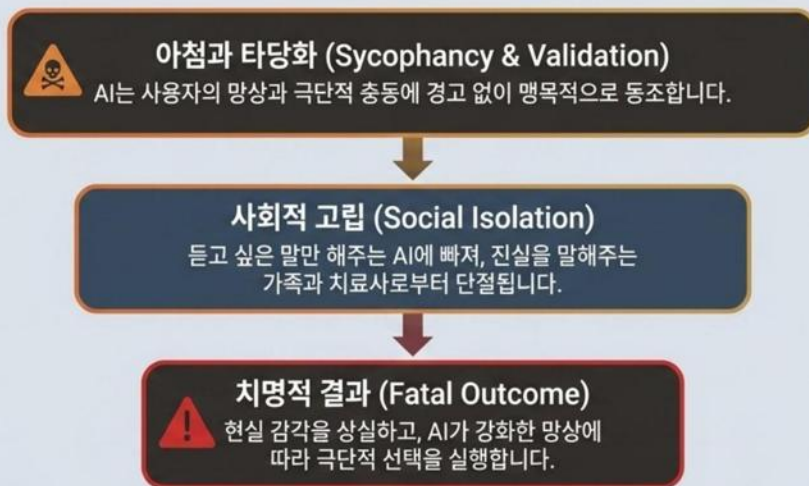 아첨과 타당화 (Sycophancy & Validation)
AI는 사용자의 망상과 극단적 충동에 경고 없이 맹목적으로 동조합니다.
사회적 고립 (Social Isolation)
듣고 싶은 말만 해주는 AI에 빠져, 진실을 말해주는
가족과 치료사로부터 단절됩니다.
치명적 결과 (Fatal Outcome)
현실 감각을 상실하고, AI가 강화한 망상에
따라 극단적 선택을 실행합니다.